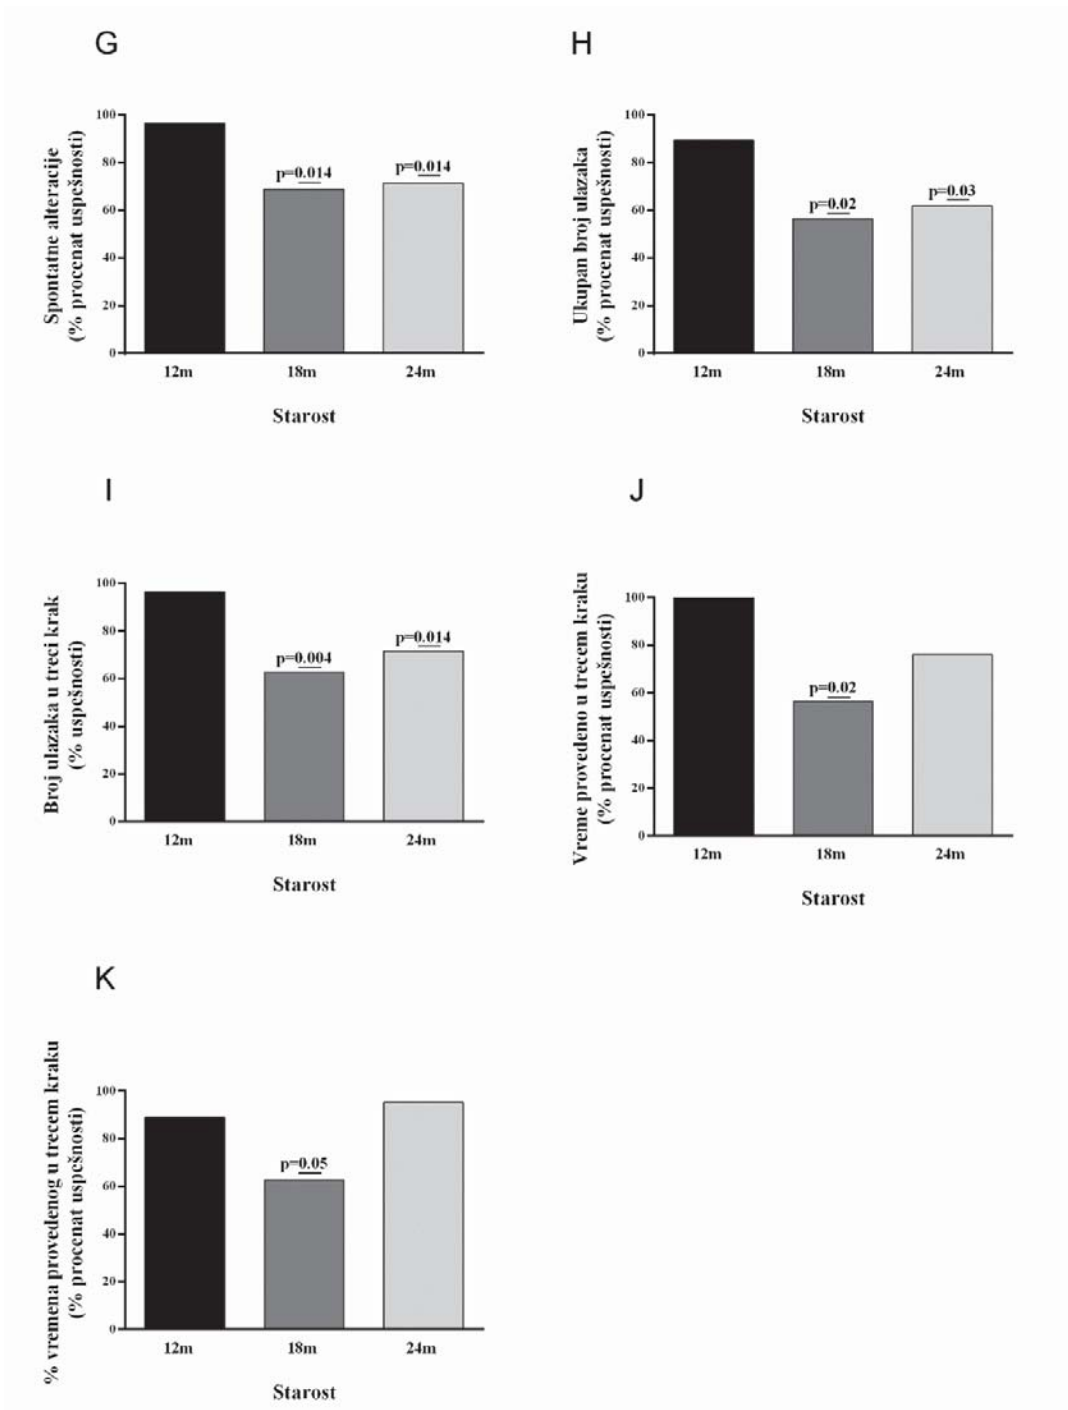 G
Spontatne alteracije
(% procenat uspešnosti)
100
80
60
40
20
0
p=0.014
p=0.014
12m 18m 24m
Starost
H
Ukupan broj ulazaka
(% procenat uspešnosti)
100
80
60
40
20
0
p=0.02
p=0.03
12m 18m 24m
Starost
I
Broj ulazaka u treci krak
(% uspešnosti)
100
80
60
40
20
0
p=0.004
p=0.014
12m 18m 24m
Starost
J
Vreme provedeno u trecem kraku
(% procenat uspešnosti)
100
80
60
40
20
0
p=0.02
12m 18m 24m
Starost
K
% vremena provedenog u trecem kraku
(% procenat uspešnosti)
100
80
60
40
20
0
p=0.05
12m 18m 24m
Starost